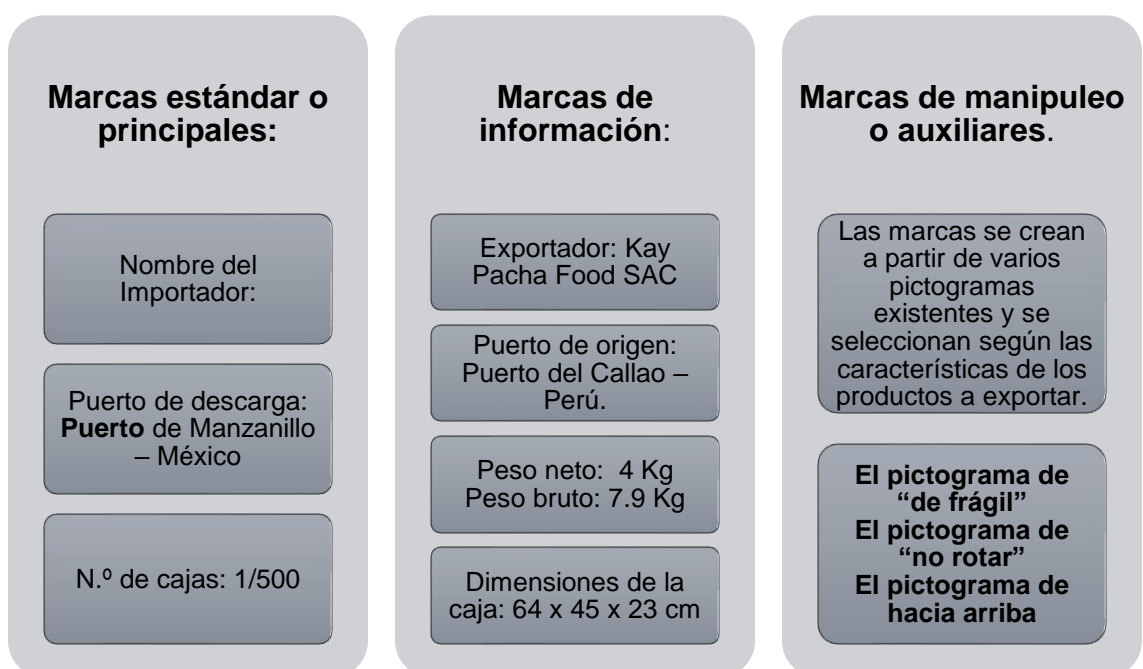 Marcas estándar o
principales:
Nombre del
Importador:
Puerto de descarga:
Puerto de Manzanillo
– México
N.º de cajas: 1/500
Marcas de
información:
Exportador: Kay
Pacha Food SAC
Puerto de origen:
Puerto del Callao –
Perú.
Peso neto:  4 Kg
Peso bruto: 7.9 Kg
Dimensiones de la
caja: 64 x 45 x 23 cm
Marcas de manipuleo
o auxiliares.
Las marcas se crean
a partir de varios
pictogramas
existentes y se
seleccionan según las
características de los
productos a exportar.
El pictograma de
“de frágil”
El pictograma de
“no rotar”
El pictograma de
hacia arriba